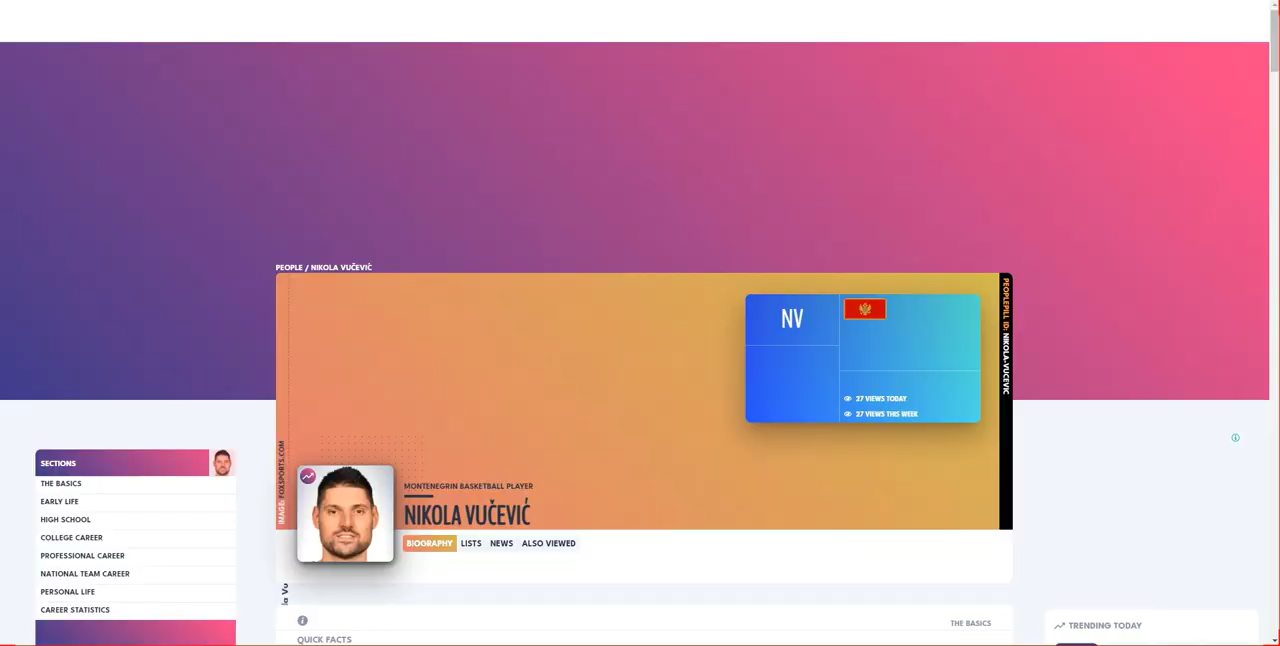 PEOPLE / NIKOLA VUČEVIĆ
NV
PEOPLEPILL ID: NIKOLA-VUCEVIC
27 VIEWS TODAY
27 VIEWS THIS WEEK
IMAGE: FOXSPORTS.COM
MONTENEGRIN BASKETBALL PLAYER
NIKOLA VUČEVIĆ
BIOGRAPHY LISTS NEWS ALSO VIEWED
SECTIONS
THE BASICS
EARLY LIFE
HIGH SCHOOL
COLLEGE CAREER
PROFESSIONAL CAREER
NATIONAL TEAM CAREER
PERSONAL LIFE
CAREER STATISTICS
THE BASICS
QUICK FACTS
TRENDING TODAY